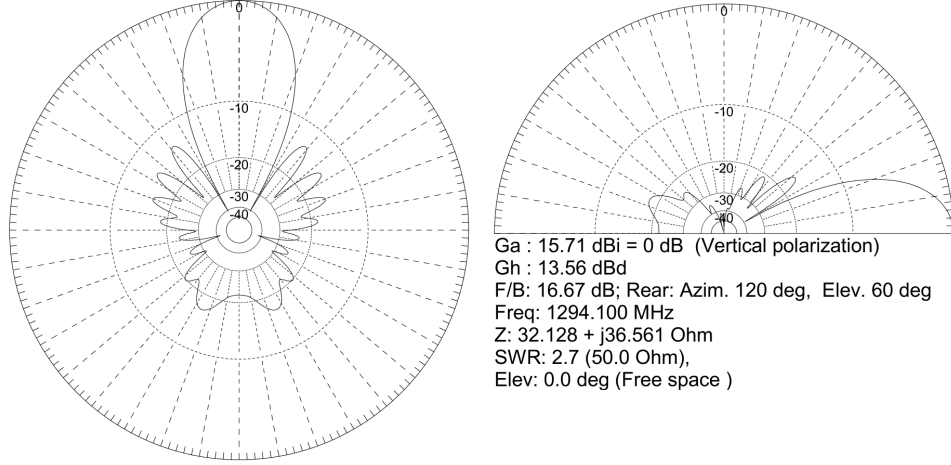 0
-10
-20
-30
-40
0
-10
-20
-30
-40
Ga : 15.71 dBi = 0 dB (Vertical polarization)
Gh : 13.56 dBd
F/B: 16.67 dB; Rear: Azim. 120 deg, Elev. 60 deg
Freq: 1294.100 MHz
Z: 32.128 + j36.561 Ohm
SWR: 2.7 (50.0 Ohm),
Elev: 0.0 deg (Free space )